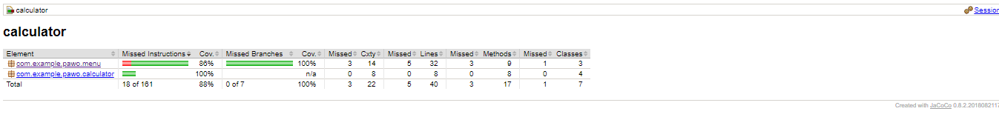 calculator Session
calculator
Element Missed Instructions Cov. Missed Branches Cov. Missed Cxty Missed Lines Missed Methods Missed Classes
com.example.pawo.menu 86% 100% 3 14 5 32 3 9 1 3
com.example.pawo.calculator 100% n/a 0 8 0 8 0 8 0 4
Total 18 of 161 88% 0 of 7 100% 3 22 5 40 3 17 1 7
Created with JaCoCo 0.8.2.2018082117